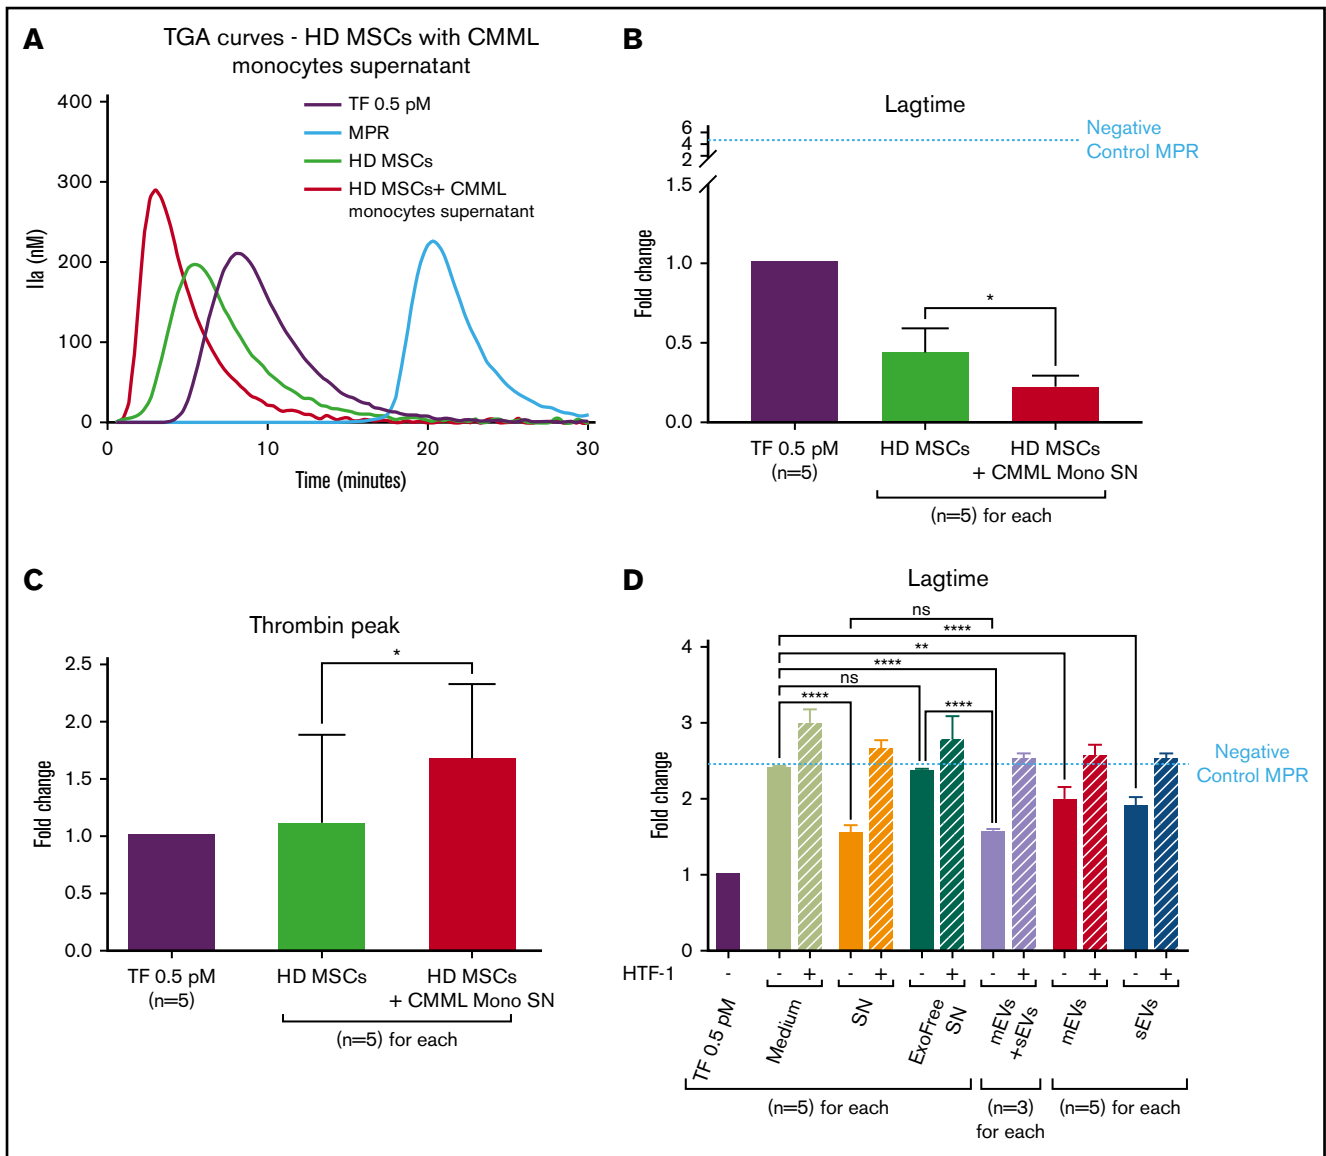 A
TGA curves - HD MSCs with CMML
monocytes supernatant
TF 0.5 pM
MPR
HD MSCs
HD MSCs+ CMML
monocytes supernatant
IIa (nM)
400
300
200
100
0
0
10
20
30
Time (minutes)
B
Lagtime
Negative
Control MPR
Fold change
6
4
2
1.5
1.0
0.5
0.0
*
TF 0.5 pM
(n=5)
HD MSCs
HD MSCs
+ CMML Mono SN
(n=5) for each
C
Thrombin peak
Fold change
2.5
2.0
1.5
1.0
0.5
0.0
*
TF 0.5 pM
(n=5)
HD MSCs
HD MSCs
+ CMML Mono SN
(n=5) for each
D
Lagtime
Fold change
4
3
2
1
0
ns
****
**
****
ns
****
****
Negative
Control MPR
HTF-1
- - + - + - + - + - + - +
TF 0.5 pM
Medium
SN
ExoFree
SN
mEVs
+sEVs
mEVs
sEVs
(n=5) for each
(n=3)
for each
(n=5) for each